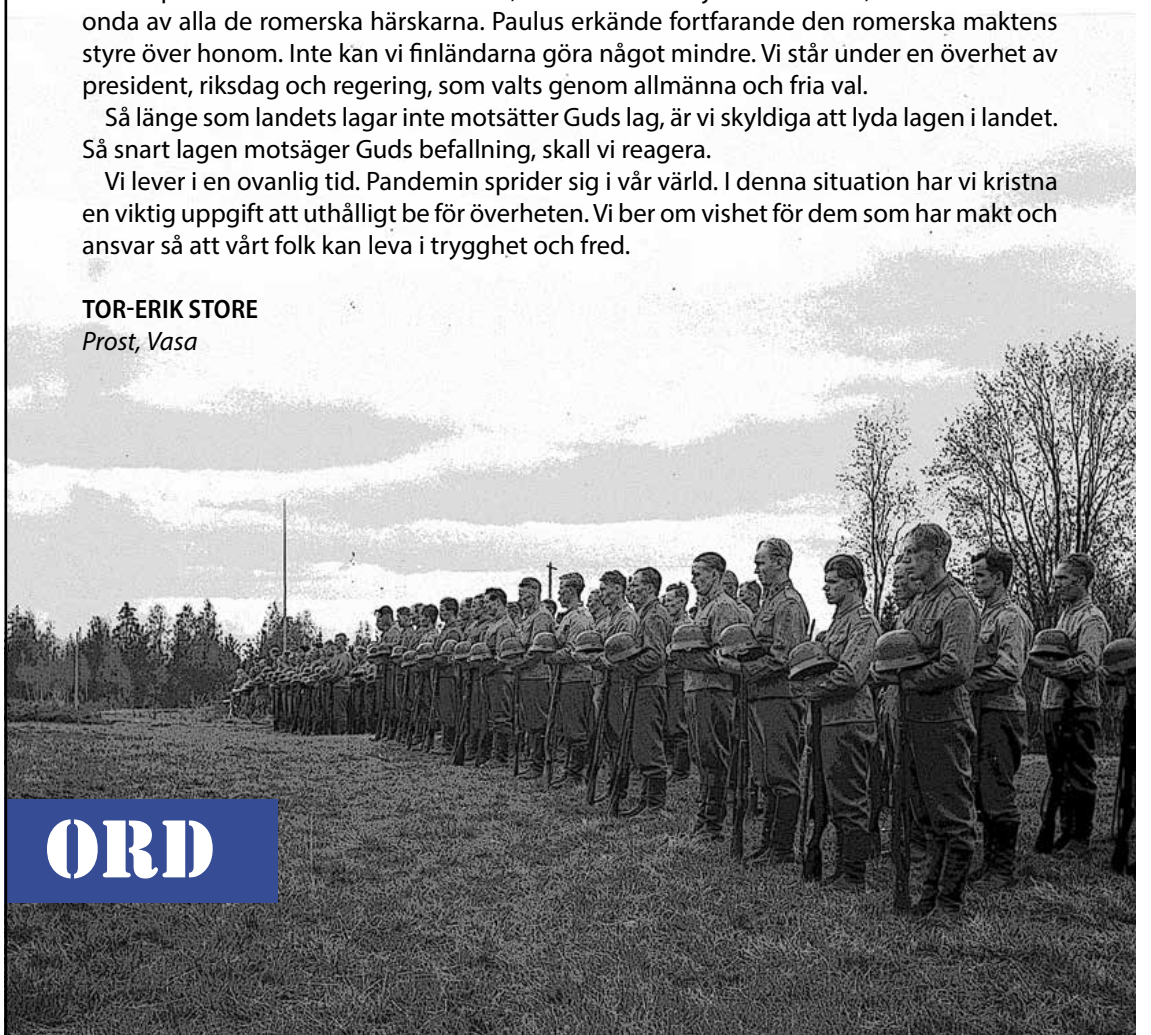 onda av alla de romerska härskarna. Paulus erkände fortfarande den romerska maktens
styre över honom. Inte kan vi finländarna göra något mindre. Vi står under en överhet av
president, riksdag och regering, som valts genom allmänna och fria val.
Så länge som landets lagar inte motsätter Guds lag, är vi skyldiga att lyda lagen i landet.
Så snart lagen motsäger Guds befallning, skall vi reagera.
Vi lever i en ovanlig tid. Pandemin sprider sig i vår värld. I denna situation har vi kristna
en viktig uppgift att uthålligt be för överheten. Vi ber om vishet för dem som har makt och
ansvar så att vårt folk kan leva i trygghet och fred.
TOR-ERIK STORE
Prost, Vasa
ORD